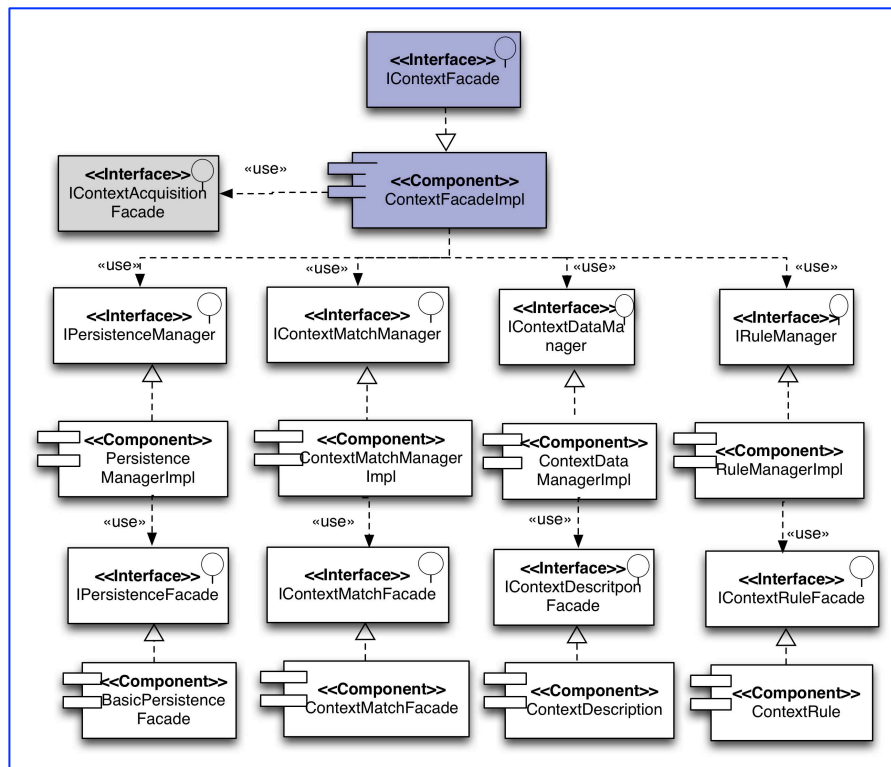 <<Interface>>
IContextFacade
«use»
<<Interface>>
IContextAcquisition
Facade
<<Component>>
ContextFacadeImpl
«use»
«use»
«use»
«use»
<<Interface>>
IPersistenceManager
<<Interface>>
IContextMatchManager
<<Interface>>
IContextDataMa
nager
<<Interface>>
IRuleManager
<<Component>>
Persistence
ManagerImpl
<<Component>>
ContextMatchManager
Impl
<<Component>>
ContextData
ManagerImpl
<<Component>>
RuleManagerImpl
«use»
«use»
«use»
«use»
<<Interface>>
IPersistenceFacade
<<Interface>>
IContextMatchFacade
<<Interface>>
IContextDescritpon
Facade
<<Interface>>
IContextRuleFacade
<<Component>>
BasicPersistence
Facade
<<Component>>
ContextMatchFacade
<<Component>>
ContextDescription
<<Component>>
ContextRule